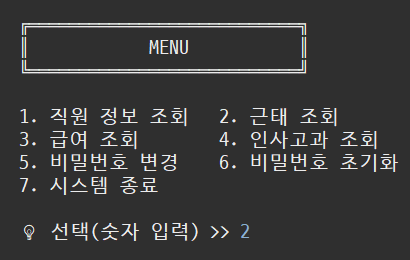 MENU
1. 직원 정보 조회 2. 근태 조회
3. 급여 조회 4. 인사고과 조회
5. 비밀번호 변경 6. 비밀번호 초기화
7. 시스템 종료
💡 선택(숫자 입력) >> 2